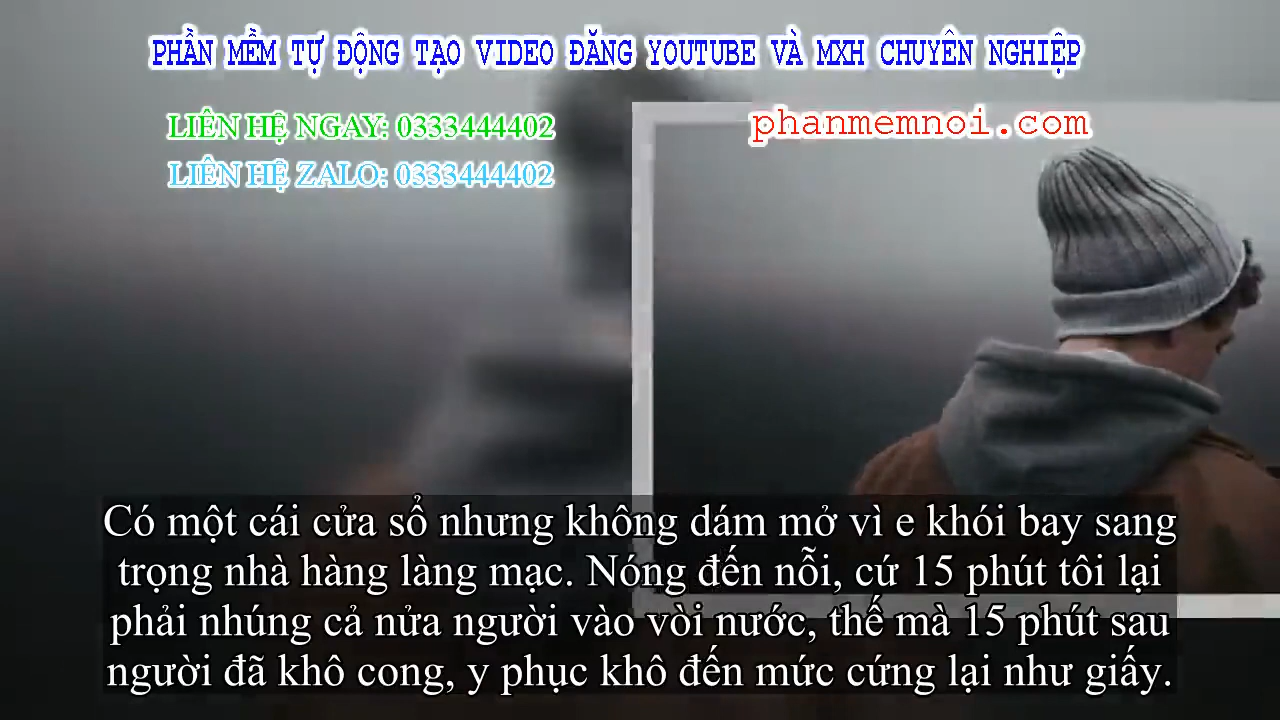 PHẦN MỀM TỰ ĐỘNG TẠO VIDEO ĐĂNG YOUTUBE VÀ MXH CHUYÊN NGHIỆP
LIÊN HỆ NGAY: 0333444402
phanmemnoi.com
LIÊN HỆ ZALO: 0333444402
Có một cái cửa sổ nhưng không dám mở vì e khói bay sang
trọng nhà hàng làng mạc. Nóng đến nỗi, cứ 15 phút tôi lại
phải nhúng cả nửa người vào vòi nước, thế mà 15 phút sau
người đã khô cong, y phục khô đến mức cứng lại như giấy.